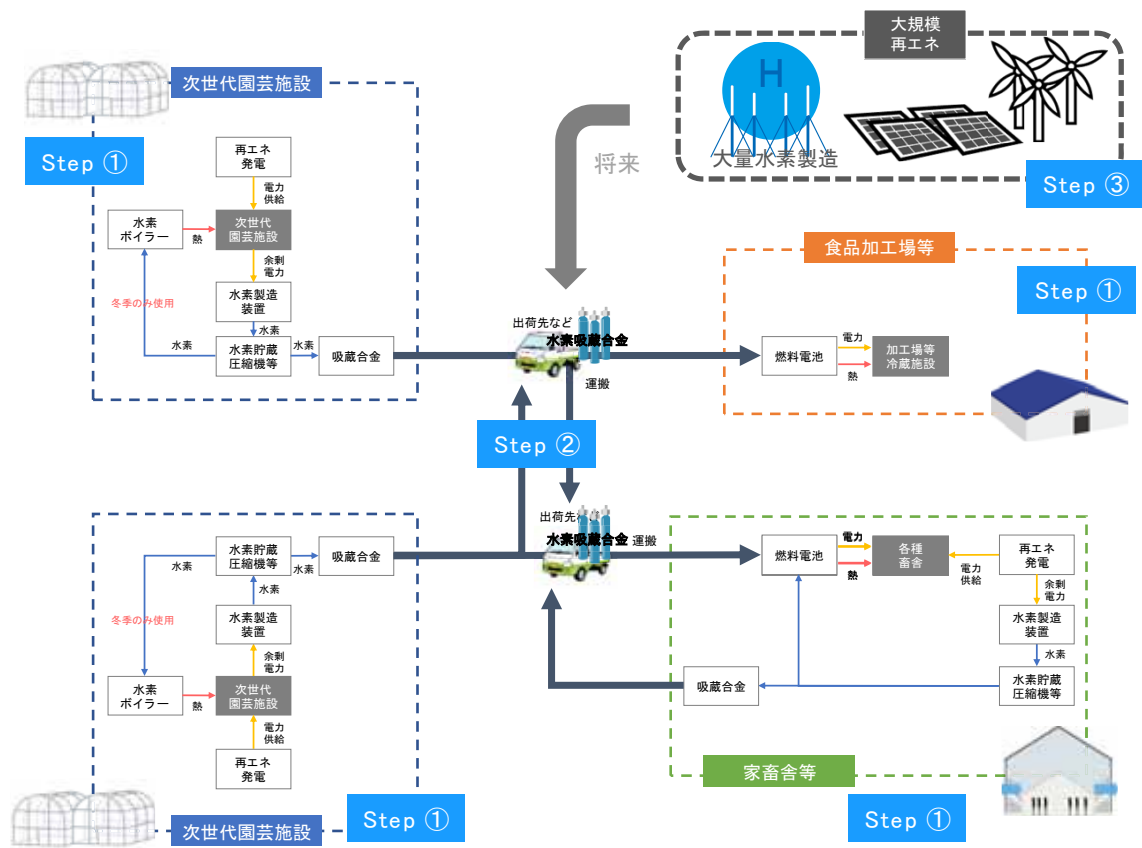 大規模
再エネ
H
大量水素製造
Step ③
将来
次世代園芸施設
Step ①
再エネ
発電
電力
供給
水素
ボイラー
熱
次世代
園芸施設
余剰
電力
冬季のみ使用
水素製造
装置
水素
水素
水素貯蔵
圧縮機等
水素
吸蔵合金
出荷先など
水素吸蔵合金
運搬
食品加工場等
Step ①
燃料電池
電力
熱
加工場等
冷蔵施設
Step ②
水素
水素貯蔵
圧縮機等
水素
吸蔵合金
水素
冬季のみ使用
水素製造
装置
余剰
電力
水素
ボイラー
熱
次世代
園芸施設
電力
供給
再エネ
発電
次世代園芸施設
Step ①
出荷先など
水素吸蔵合金
運搬
燃料電池
電力
熱
各種
畜舎
電力
供給
再エネ
発電
余剰
電力
水素製造
装置
水素
水素貯蔵
圧縮機等
吸蔵合金
家畜舎等
Step ①